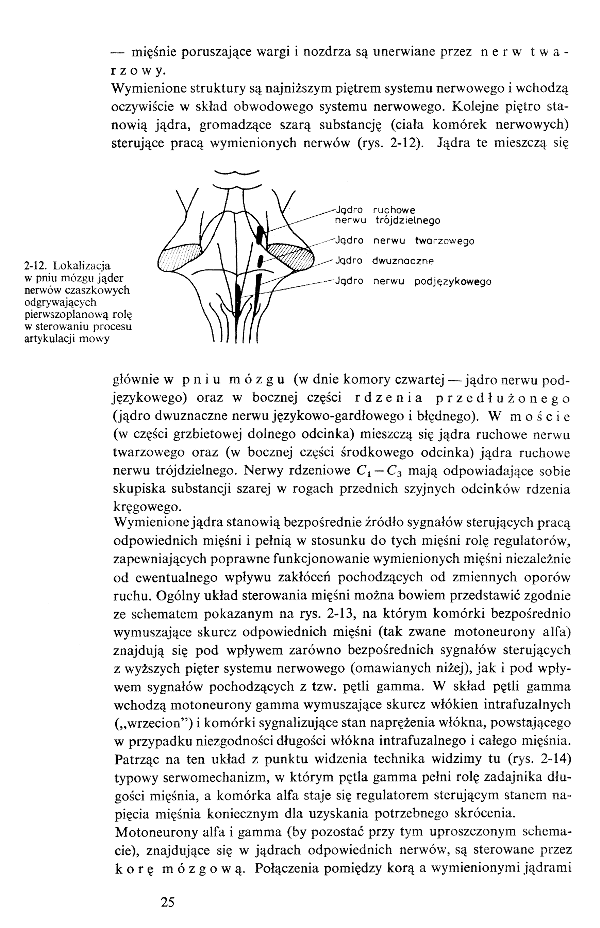 — mięśnie poruszające wargi i nozdrza są unerwiane przez n e r w  t w a -
r z o w y.
Wymienione struktury są najniższym piętrem systemu nerwowego i wchodzą
oczywiście w skład obwodowego systemu nerwowego. Kolejne piętro sta-
nowią jądra, gromadzące szarą substancję (ciała komórek nerwowych)
sterujące pracą wymienionych nerwów (rys. 2-12). Jądra te mieszczą się
Jądro ruchowe
nerwu trójdzielnego
Jądro nerwu twarzowego
Jądro dwuznaczne
Jądro nerwu podjęzykowego
2-12. Lokalizacja
w pniu mózgu jąder
nerwów czaszkowych
odgrywających
pierwszoplanową rolę
w sterowaniu procesu
artykulacji mowy
głównie w p n i u  m ó z g u (w dnie komory czwartej — jądro nerwu pod-
językowego) oraz w bocznej części r d z e n i a  p r z e d ł u ż o n e g o
(jądro dwuznaczne nerwu językowo-gardłowego i błędnego). W m o ś c i e
(w części grzbietowej dolnego odcinka) mieszczą się jądra ruchowe nerwu
twarzowego oraz (w bocznej części środkowego odcinka) jądra ruchowe
nerwu trójdzielnego. Nerwy rdzeniowe C₁ — C₃ mają odpowiadające sobie
skupiska substancji szarej w rogach przednich szyjnych odcinków rdzenia
kręgowego.
Wymienione jądra stanowią bezpośrednie źródło sygnałów sterujących pracą
odpowiednich mięśni i pełnią w stosunku do tych mięśni rolę regulatorów,
zapewniających poprawne funkcjonowanie wymienionych mięśni niezależnie
od ewentualnego wpływu zakłóceń pochodzących od zmiennych oporów
ruchu. Ogólny układ sterowania mięśni można bowiem przedstawić zgodnie
ze schematem pokazanym na rys. 2-13, na którym komórki bezpośrednio
wymuszające skurcz odpowiednich mięśni (tak zwane motoneurony alfa)
znajdują się pod wpływem zarówno bezpośrednich sygnałów sterujących
z wyższych pięter systemu nerwowego (omawianych niżej), jak i pod wpły-
wem sygnałów pochodzących z tzw. pętli gamma. W skład pętli gamma
wchodzą motoneurony gamma wymuszające skurcz włókien intrafuzalnych
(„wrzecion”) i komórki sygnalizujące stan naprężenia włókna, powstającego
w przypadku niezgodności długości włókna intrafuzalnego i całego mięśnia.
Patrząc na ten układ z punktu widzenia technika widzimy tu (rys. 2-14)
typowy serwomechanizm, w którym pętla gamma pełni rolę zadajnika dłu-
gości mięśnia, a komórka alfa staje się regulatorem sterującym stanem na-
pięcia mięśnia koniecznym dla uzyskania potrzebnego skrócenia.
Motoneurony alfa i gamma (by pozostać przy tym uproszczonym schema-
cie), znajdujące się w jądrach odpowiednich nerwów, są sterowane przez
k o r ę  m ó z g o w ą. Połączenia pomiędzy korą a wymienionymi jądrami
25